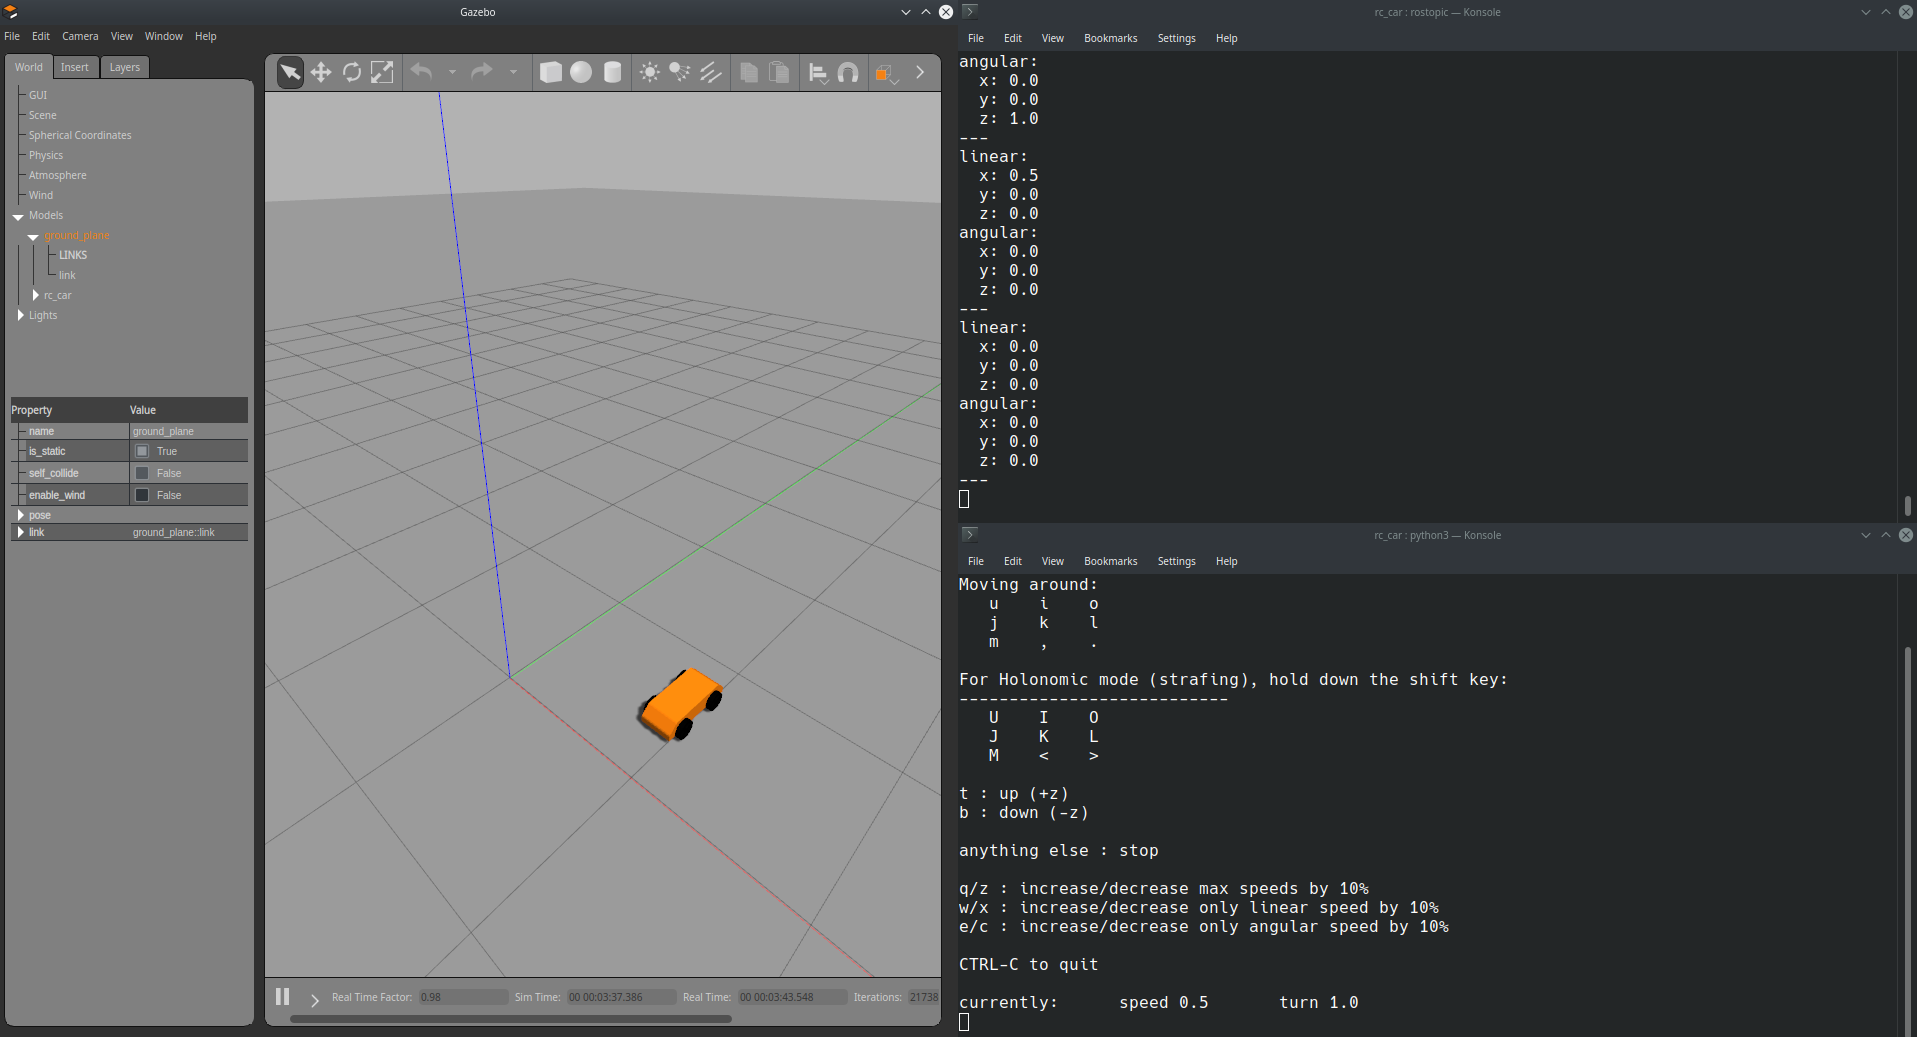 Gazebo
File Edit Camera View Window Help
World Insert Layers
GUI
Scene
Spherical Coordinates
Physics
Atmosphere
Wind
Models
ground_plane
LINKS
link
rc_car
Lights
Property Value
name ground_plane
is_static True
self_collide False
enable_wind False
pose
link ground_plane::link
Real Time Factor: 0.98 Sim Time: 00 00:03:37.386 Real Time: 00 00:03:43.548 Iterations: 21738
rc_car : rostopic — Konsole
File Edit View Bookmarks Settings Help
angular:
x: 0.0
y: 0.0
z: 1.0
---
linear:
x: 0.5
y: 0.0
z: 0.0
angular:
x: 0.0
y: 0.0
z: 0.0
---
linear:
x: 0.0
y: 0.0
z: 0.0
angular:
x: 0.0
y: 0.0
z: 0.0
---
rc_car : python3 — Konsole
File Edit View Bookmarks Settings Help
Moving around:
u i o
j k l
m , .
For Holonomic mode (strafing), hold down the shift key:
---------------------------
U I O
J K L
M < >
t : up (+z)
b : down (-z)
anything else : stop
q/z : increase/decrease max speeds by 10%
w/x : increase/decrease only linear speed by 10%
e/c : increase/decrease only angular speed by 10%
CTRL-C to quit
currently: speed 0.5 turn 1.0